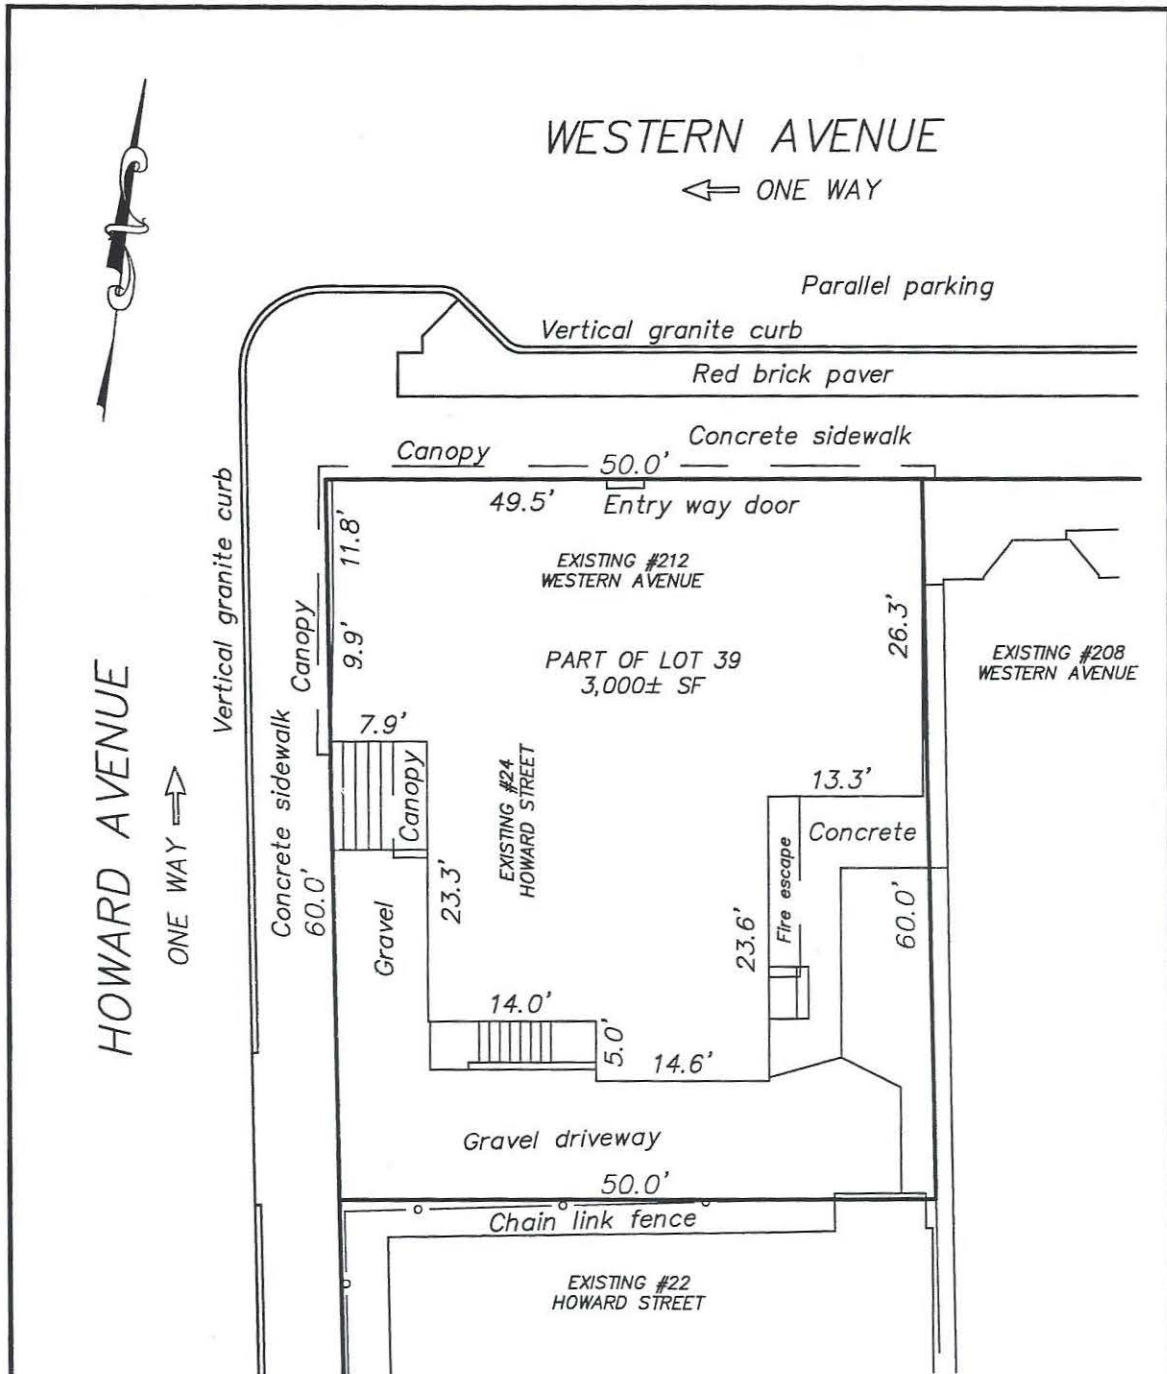 WESTERN AVENUE
ONE WAY
Parallel parking
Vertical granite curb
Red brick paver
Concrete sidewalk
Canopy
50.0'
49.5'
Entry way door
11.8'
EXISTING #212
WESTERN AVENUE
Vertical granite curb
Canopy
9.9'
26.3'
PART OF LOT 39
3,000± SF
EXISTING #208
WESTERN AVENUE
HOWARD AVENUE
ONE WAY
Concrete sidewalk
60.0'
7.9'
Canopy
EXISTING #24
HOWARD STREET
13.3'
Concrete
Fire escape
23.3'
Gravel
23.6'
60.0'
14.0'
5.0'
14.6'
Gravel driveway
50.0'
Chain link fence
EXISTING #22
HOWARD STREET